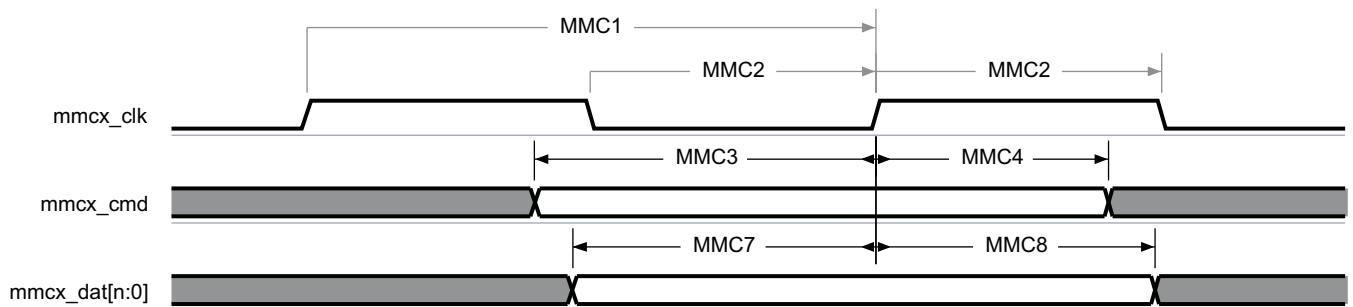 MMC1
MMC2 MMC2
mmcx_clk
MMC3 MMC4
mmcx_cmd
MMC7 MMC8
mmcx_dat[n:0]